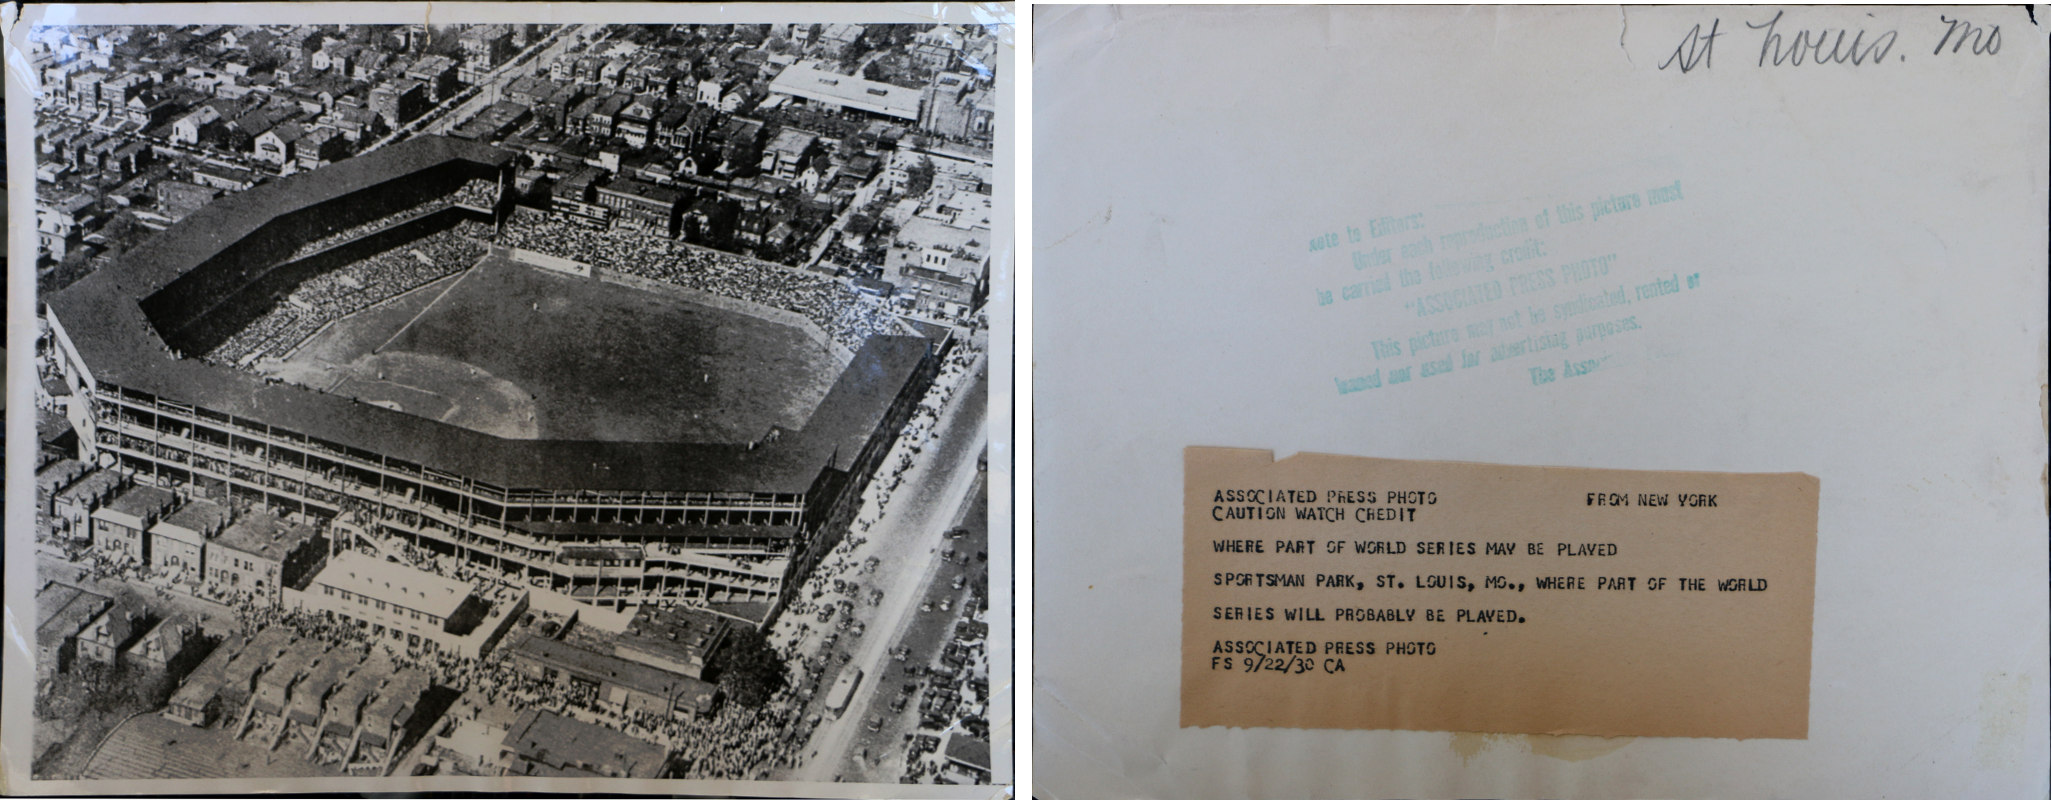 St Louis. Mo
Note to Editors:
Under each reproduction of this picture must
be carried the following credit:
"ASSOCIATED PRESS PHOTO"
This picture may not be syndicated, rented or
loaned nor used for advertising purposes.
The Asso
ASSOCIATED PRESS PHOTO FROM NEW YORK
CAUTION WATCH CREDIT
WHERE PART OF WORLD SERIES MAY BE PLAYED
SPORTSMAN PARK, ST. LOUIS, MO., WHERE PART OF THE WORLD
SERIES WILL PROBABLY BE PLAYED.
ASSOCIATED PRESS PHOTO
FS 9/22/30 CA